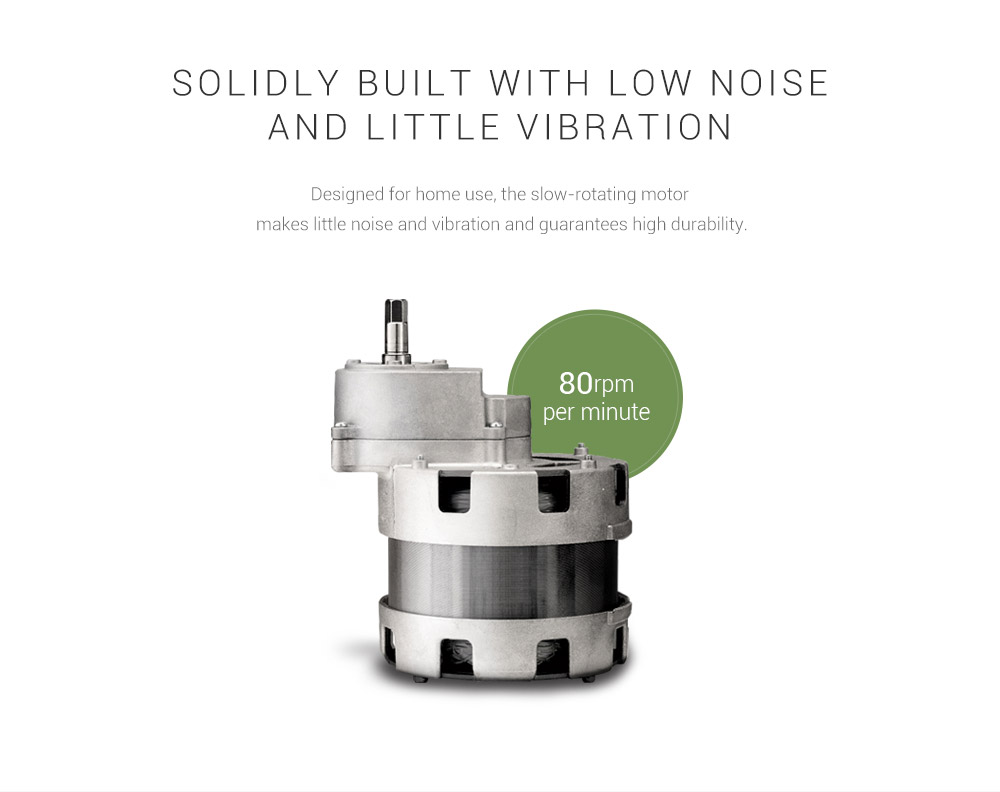 SOLIDLY BUILT WITH LOW NOISE
AND LITTLE VIBRATION
Designed for home use, the slow-rotating motor
makes little noise and vibration and guarantees high durability.
80rpm
per minute